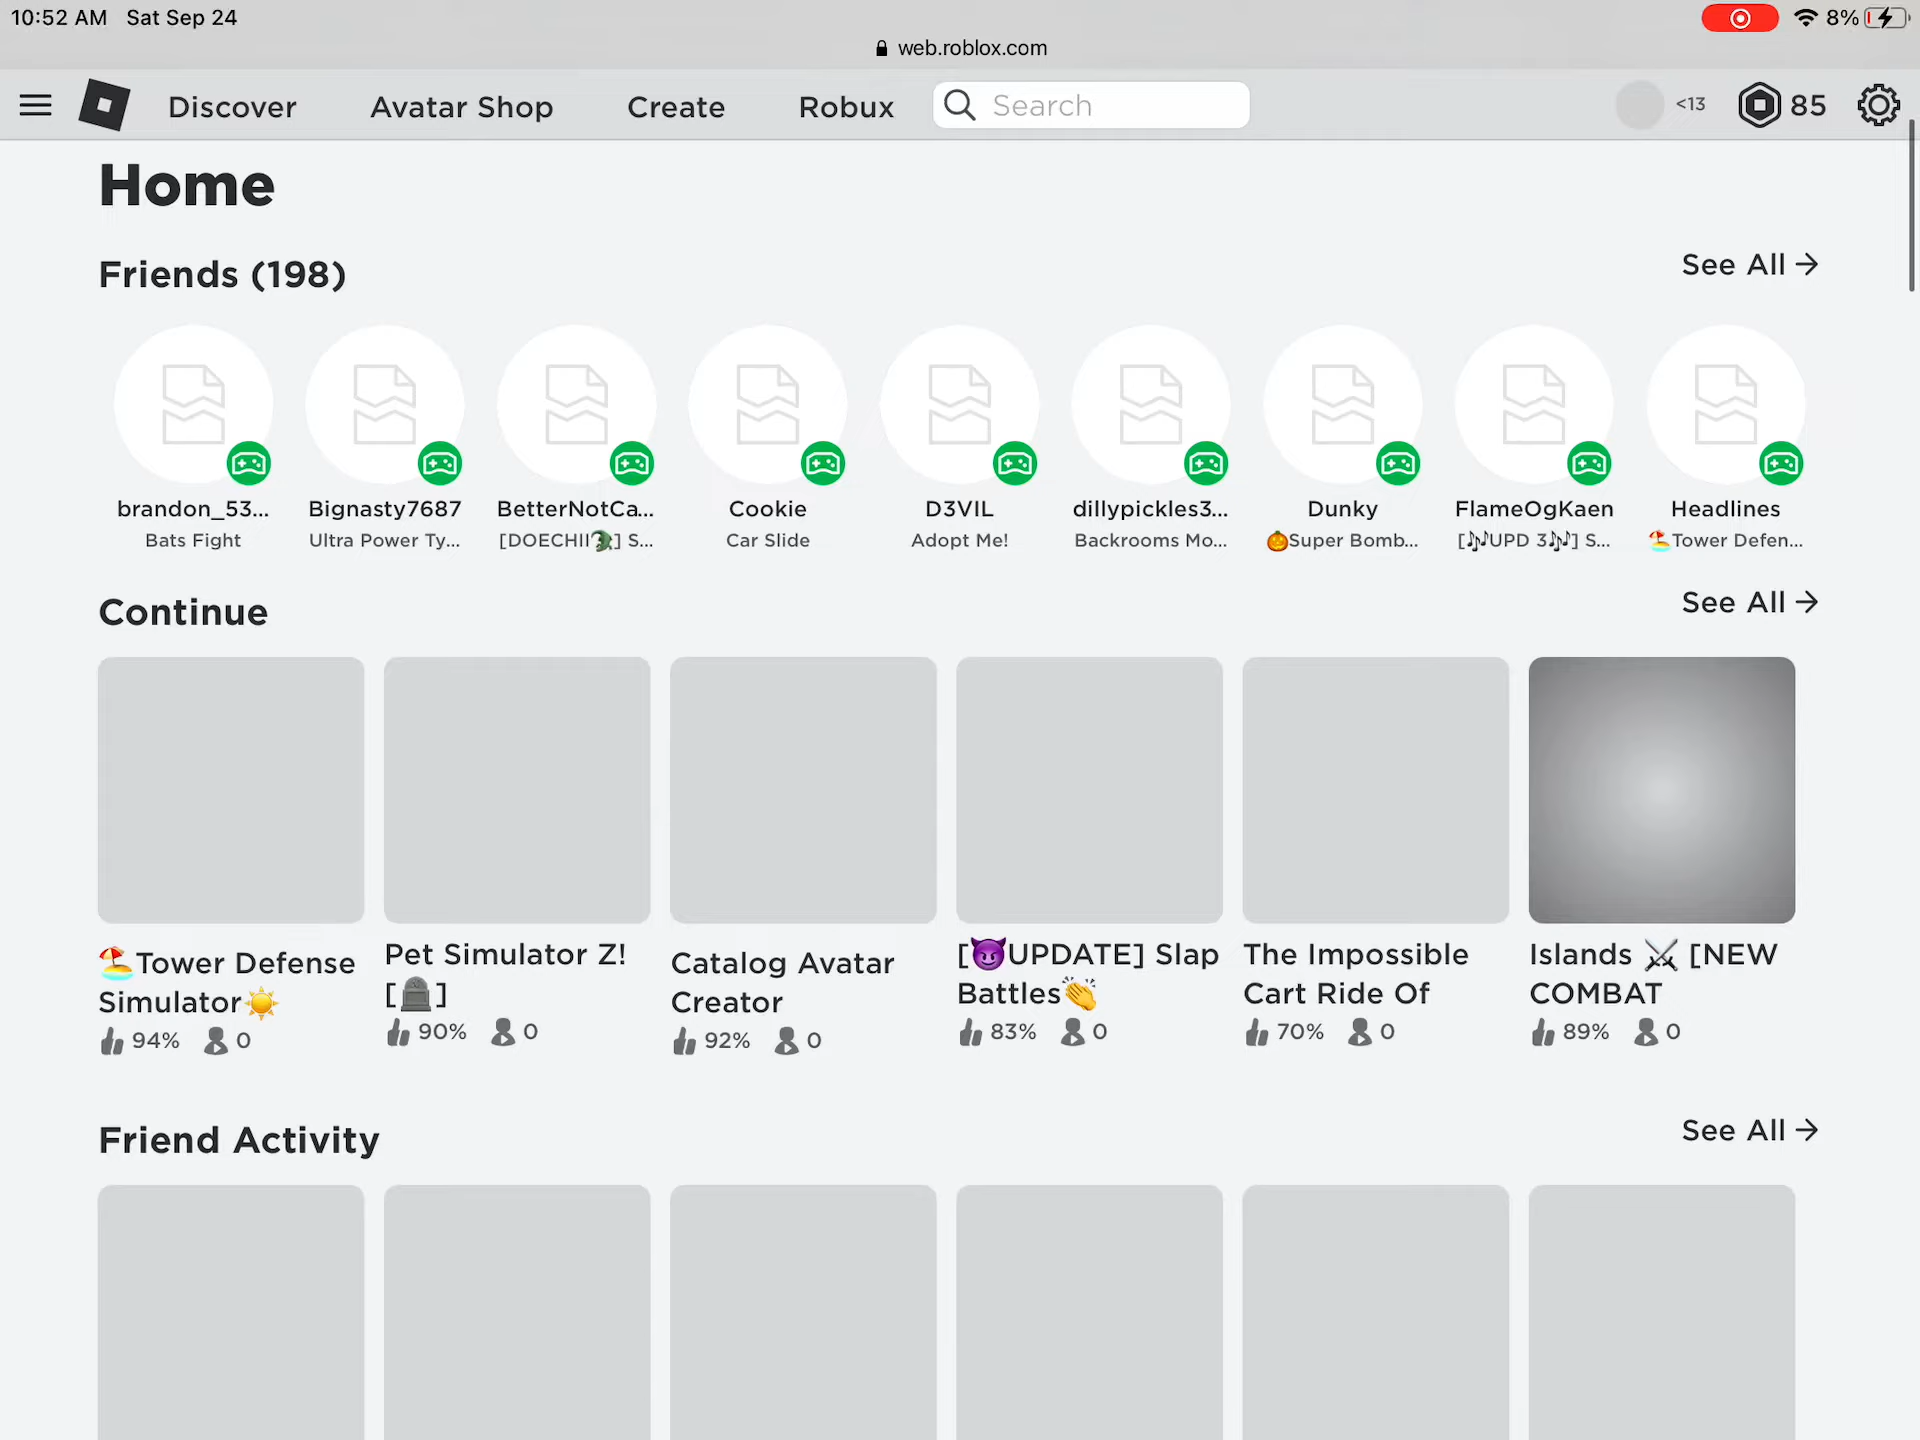 10:52 AM Sat Sep 24
8%
web.roblox.com
Discover Avatar Shop Create Robux Search <13 85
Home
Friends (198) See All →
brandon_53... Bignasty7687 BetterNotCa... Cookie D3VIL dillypickles3... Dunky FlameOgKaen Headlines
Bats Fight Ultra Power Ty... [DOECHII🐊] S... Car Slide Adopt Me! Backrooms Mo... 🎃Super Bomb... [🎶UPD 3🎶] S... 🏖️Tower Defen...
Continue See All →
🏖️Tower Defense
Simulator☀️
94% 0
Pet Simulator Z!
[🪦]
90% 0
Catalog Avatar
Creator
92% 0
[😈UPDATE] Slap
Battles👏
83% 0
The Impossible
Cart Ride Of
70% 0
Islands ⚔️ [NEW
COMBAT
89% 0
Friend Activity See All →